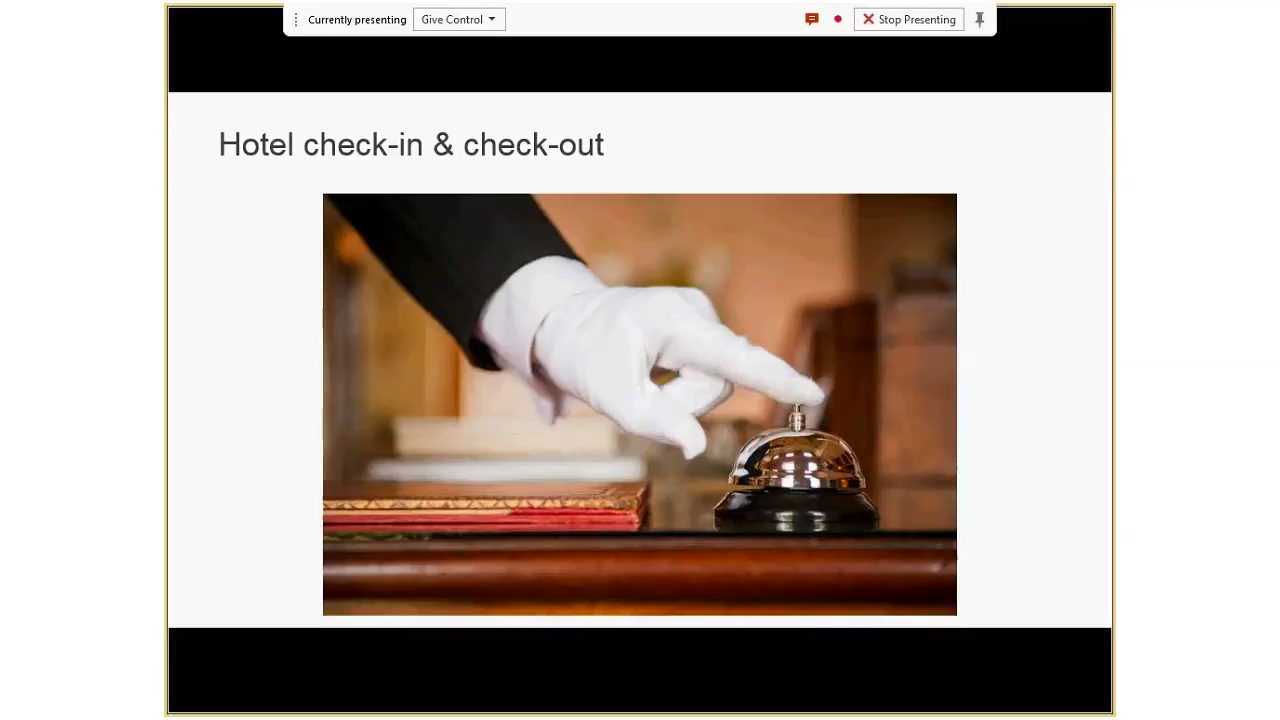 Currently presenting
Give Control
Stop Presenting
Hotel check-in & check-out